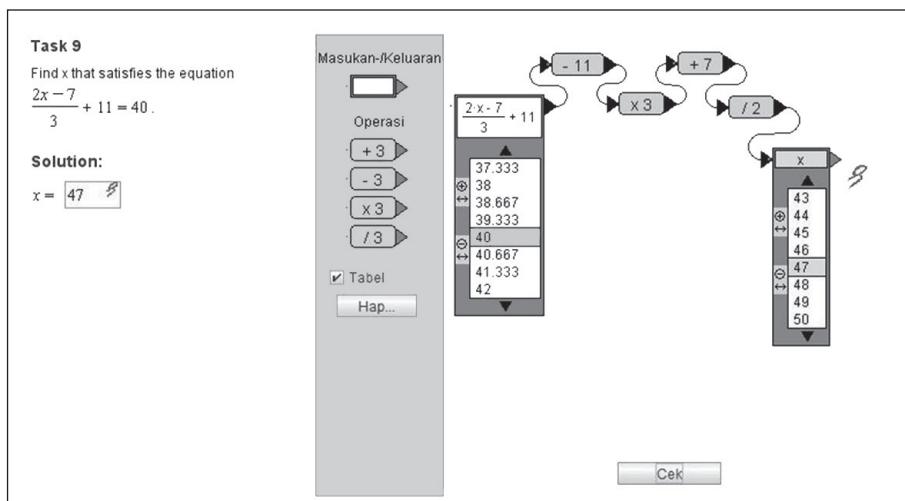 Task 9
Find x that satisfies the equation
(2x − 7)/3 + 11 = 40 .
Solution:
x = 47
Masukan-/Keluaran
Operasi
+ 3
- 3
x 3
/ 3
Tabel
Hap...
(2·x - 7)/3 + 11
37.333
38
38.667
39.333
40
40.667
41.333
42
- 11
x 3
+ 7
/ 2
x
43
44
45
46
47
48
49
50
Cek